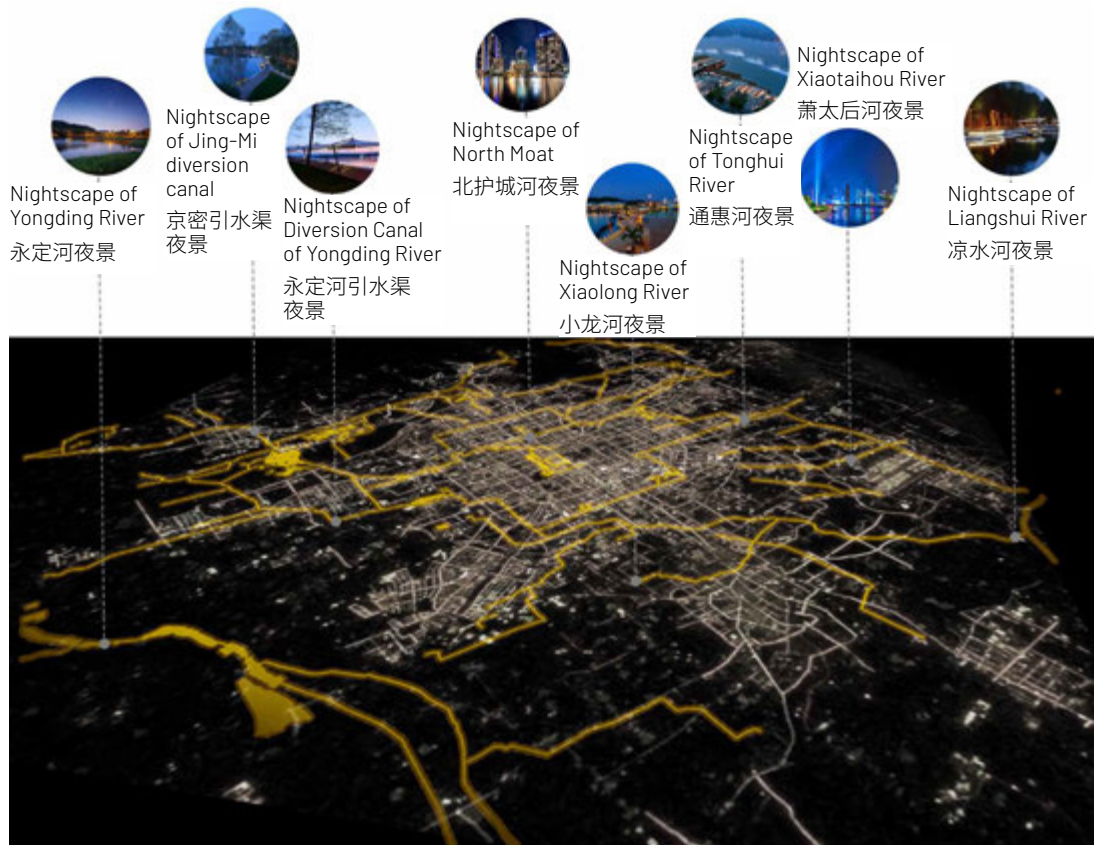 Nightscape of
Yongding River
永定河夜景
Nightscape
of Jing-Mi
diversion
canal
京密引水渠
夜景
Nightscape of
Diversion Canal
of Yongding River
永定河引水渠
夜景
Nightscape of
North Moat
北护城河夜景
Nightscape of
Xiaolong River
小龙河夜景
Nightscape
of Tonghui
River
通惠河夜景
Nightscape of
Xiaotaihou River
萧太后河夜景
Nightscape of
Liangshui River
凉水河夜景